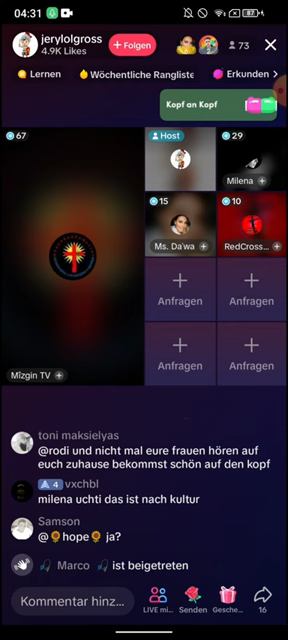 04:31
87
jerylolgross
4.9K Likes
+ Folgen
73
Lernen
Wöchentliche Rangliste
Erkunden
Kopf an Kopf
67
Host
29
Milena
15
10
Ms. Da'wa
RedCross...
Anfragen
Anfragen
Anfragen
Anfragen
Mîzgin TV
toni maksielyas
@rodi und nicht mal eure frauen hören auf
euch zuhause bekommst schön auf den kopf
4 vxchbl
milena uchti das ist nach kultur
Samson
@🌻hope🌻 ja?
Marco ist beigetreten
Kommentar hinz...
LIVE mi...
Senden
Gesche...
16